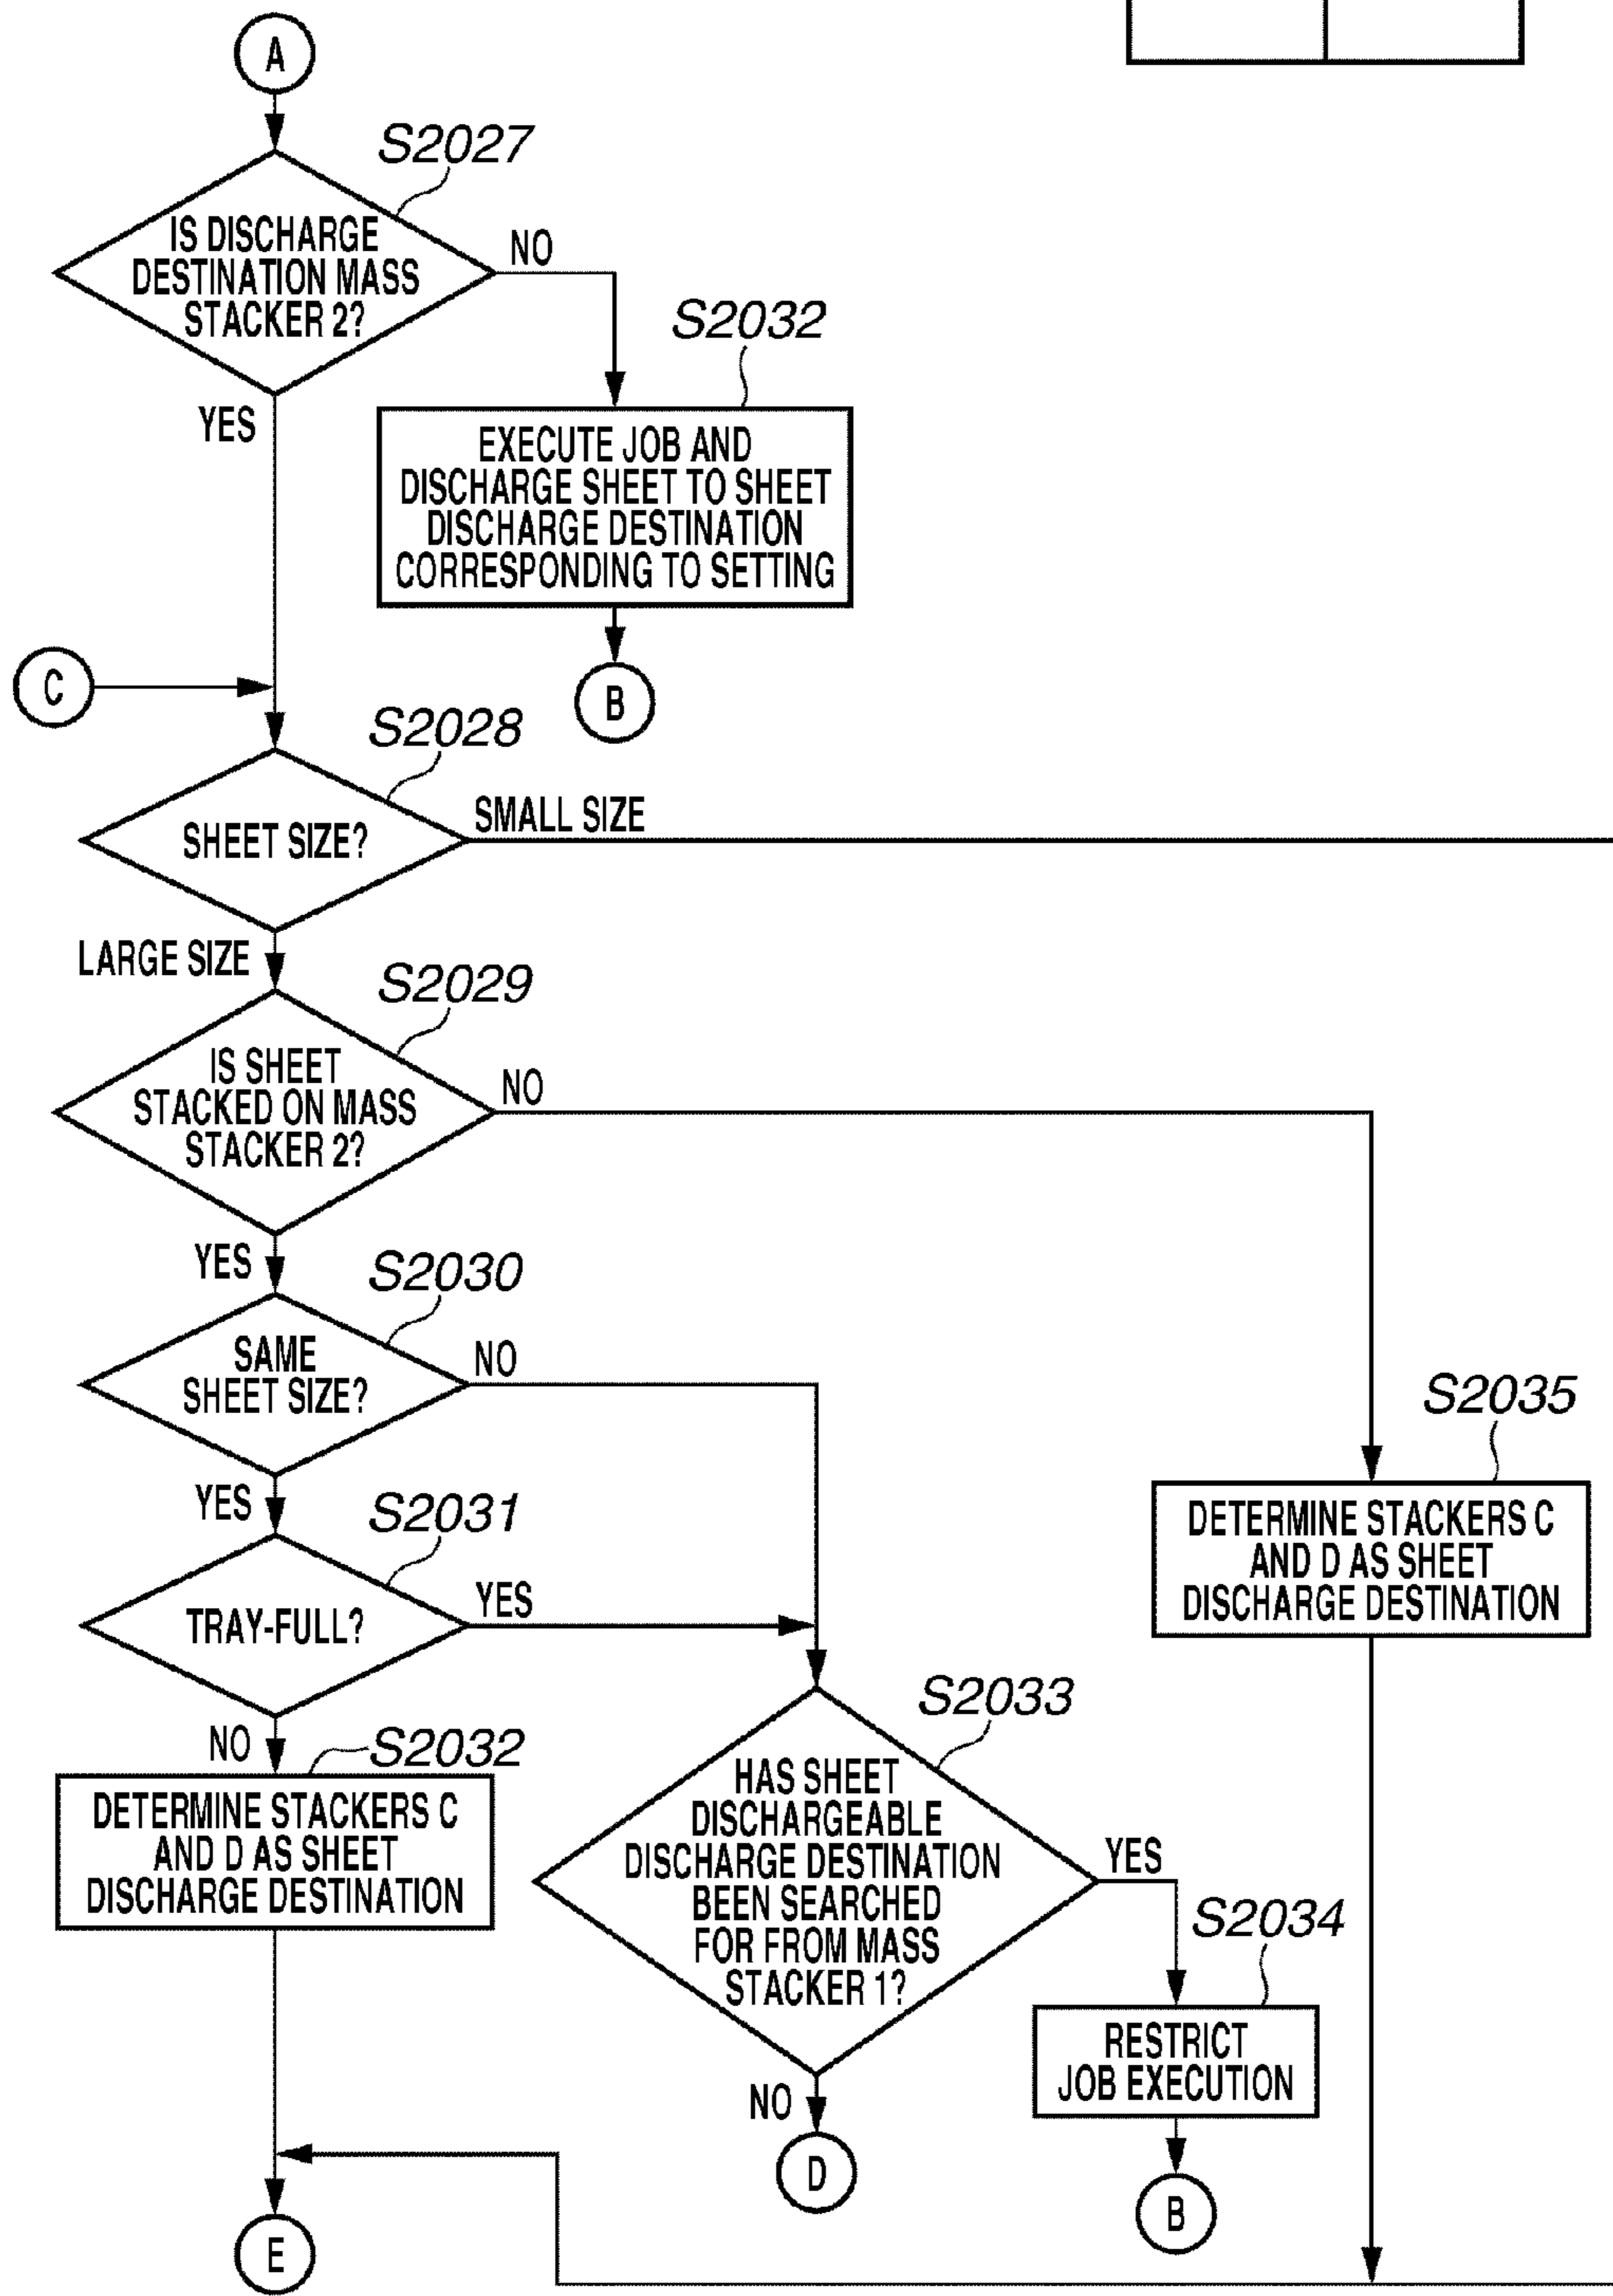 A
S2027
IS DISCHARGE
DESTINATION MASS
STACKER 2?
NO
YES
S2032
EXECUTE JOB AND
DISCHARGE SHEET TO SHEET
DISCHARGE DESTINATION
CORRESPONDING TO SETTING
B
C
S2028
SHEET SIZE?
SMALL SIZE
LARGE SIZE
S2029
IS SHEET
STACKED ON MASS
STACKER 2?
NO
YES
S2030
SAME
SHEET SIZE?
NO
YES
S2035
DETERMINE STACKERS C
AND D AS SHEET
DISCHARGE DESTINATION
S2031
TRAY-FULL?
YES
NO
S2032
DETERMINE STACKERS C
AND D AS SHEET
DISCHARGE DESTINATION
S2033
HAS SHEET
DISCHARGEABLE
DISCHARGE DESTINATION
BEEN SEARCHED
FOR FROM MASS
STACKER 1?
YES
NO
S2034
RESTRICT
JOB EXECUTION
D
B
E